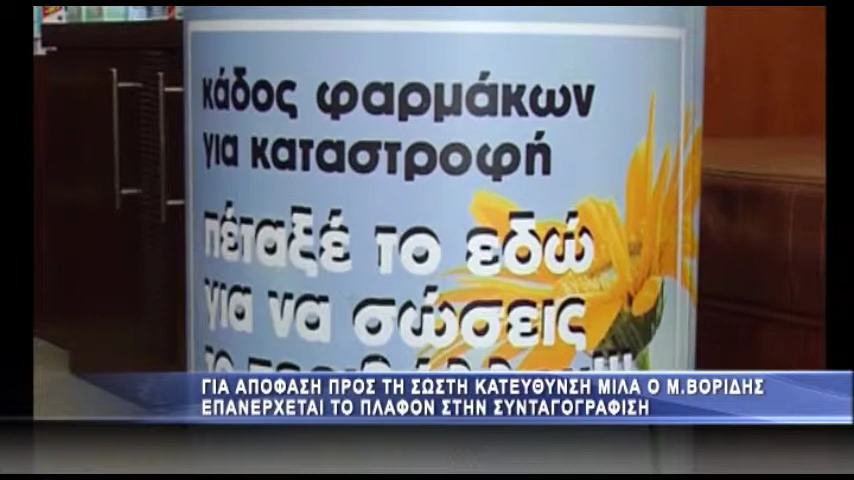 κάδος φαρμάκων
για καταστροφή
πέταξέ το εδώ
για να σώσεις
το
ΓΙΑ ΑΠΟΦΑΣΗ ΠΡΟΣ ΤΗ ΣΩΣΤΗ ΚΑΤΕΥΘΥΝΣΗ ΜΙΛΑ Ο Μ.ΒΟΡΙΔΗΣ
ΕΠΑΝΕΡΧΕΤΑΙ ΤΟ ΠΛΑΦΟΝ ΣΤΗΝ ΣΥΝΤΑΓΟΓΡΑΦΙΣΗ